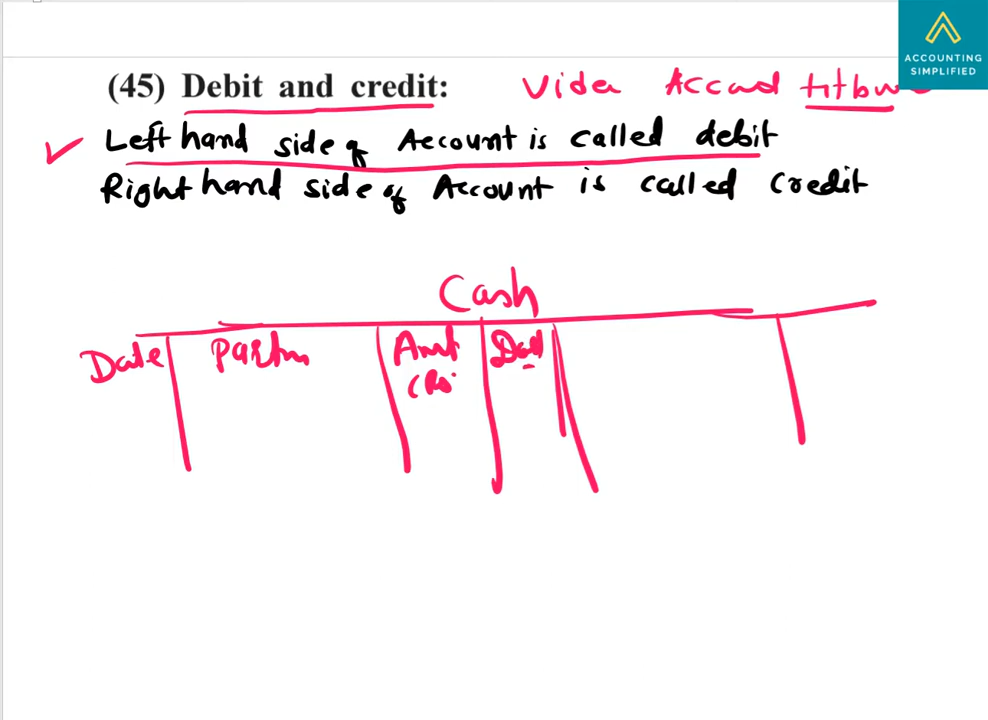 ACCOUNTING
SIMPLIFIED
(45) Debit and credit:
Left hand side of Account is called debit
Right hand side of Account is called credit
Cash
Date
Amt
(Rs.